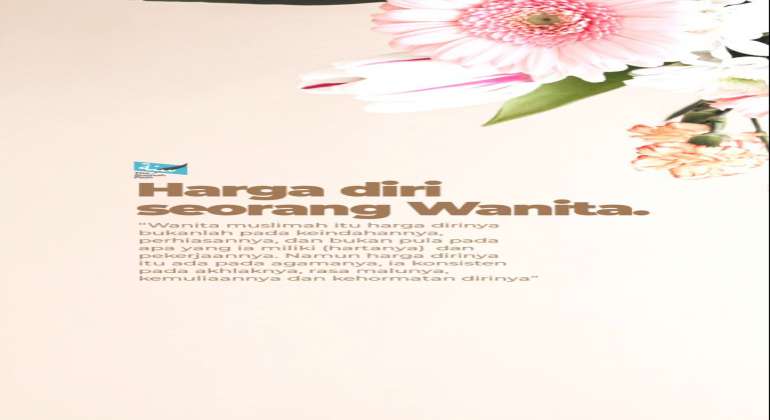 Harga diri
seorang Wanita.
"Wanita muslimah itu harga dirinya
bukanlah pada keindahannya,
perhiasannya, dan bukan pula pada
apa yang ia miliki (hartanya) dan
pekerjaannya. Namun harga dirinya
itu ada pada agamanya, ia konsisten
pada akhlaknya, rasa malunya,
kemuliaannya dan kehormatan dirinya"